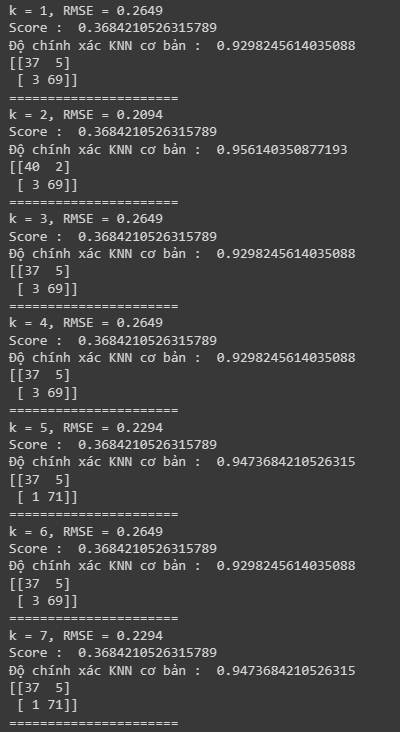 k = 1, RMSE = 0.2649
Score :  0.3684210526315789
Độ chính xác KNN cơ bản :  0.9298245614035088
[[37  5]
 [ 3 69]]
======================
k = 2, RMSE = 0.2094
Score :  0.3684210526315789
Độ chính xác KNN cơ bản :  0.956140350877193
[[40  2]
 [ 3 69]]
======================
k = 3, RMSE = 0.2649
Score :  0.3684210526315789
Độ chính xác KNN cơ bản :  0.9298245614035088
[[37  5]
 [ 3 69]]
======================
k = 4, RMSE = 0.2649
Score :  0.3684210526315789
Độ chính xác KNN cơ bản :  0.9298245614035088
[[37  5]
 [ 3 69]]
======================
k = 5, RMSE = 0.2294
Score :  0.3684210526315789
Độ chính xác KNN cơ bản :  0.9473684210526315
[[37  5]
 [ 1 71]]
======================
k = 6, RMSE = 0.2649
Score :  0.3684210526315789
Độ chính xác KNN cơ bản :  0.9298245614035088
[[37  5]
 [ 3 69]]
======================
k = 7, RMSE = 0.2294
Score :  0.3684210526315789
Độ chính xác KNN cơ bản :  0.9473684210526315
[[37  5]
 [ 1 71]]
======================